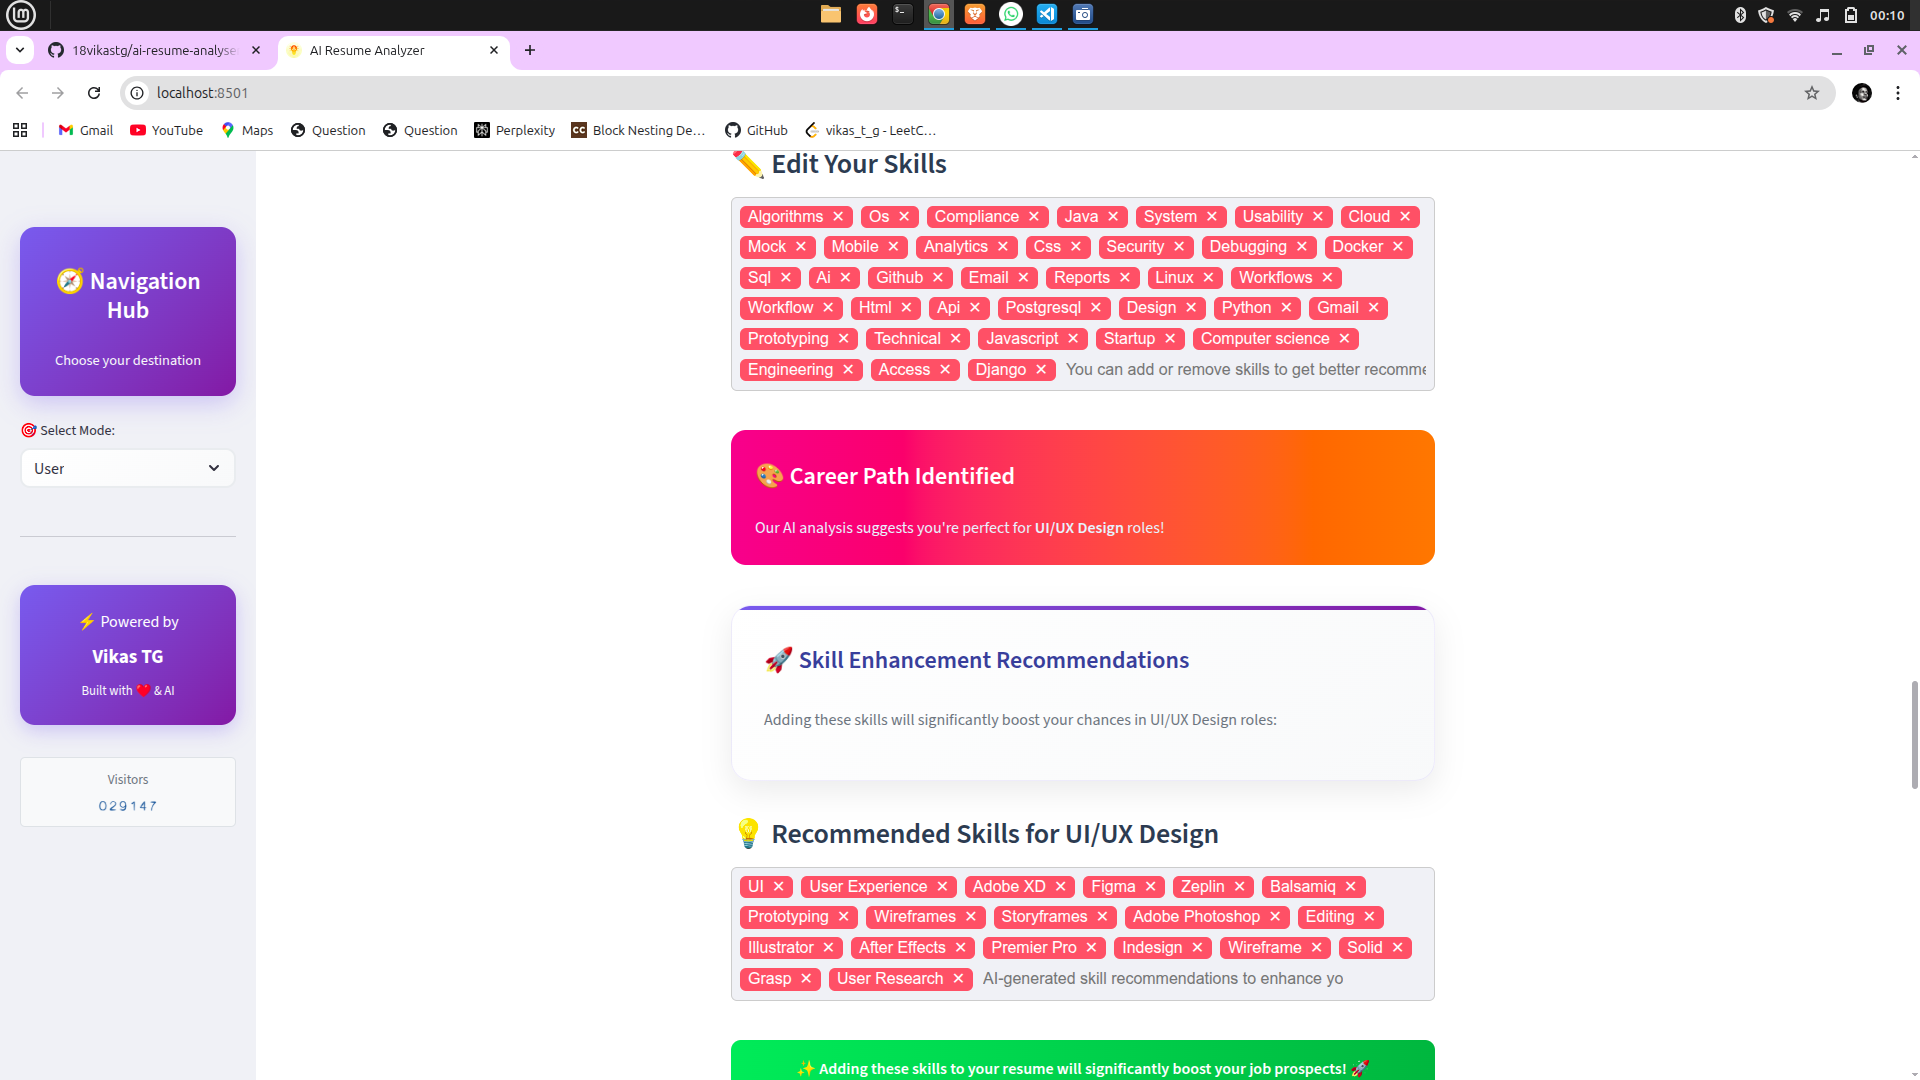 00:10
18vikastg/ai-resume-analyse
AI Resume Analyzer
localhost:8501
Gmail
YouTube
Maps
Question
Question
Perplexity
Block Nesting De...
GitHub
vikas_t_g - LeetC...
Navigation
Hub
Choose your destination
Select Mode:
User
Powered by
Vikas TG
Built with ❤️ & AI
Visitors
029147
Edit Your Skills
Algorithms Os Compliance Java System Usability Cloud
Mock Mobile Analytics Css Security Debugging Docker
Sql Ai Github Email Reports Linux Workflows
Workflow Html Api Postgresql Design Python Gmail
Prototyping Technical Javascript Startup Computer science
Engineering Access Django You can add or remove skills to get better recomme
Career Path Identified
Our AI analysis suggests you're perfect for UI/UX Design roles!
Skill Enhancement Recommendations
Adding these skills will significantly boost your chances in UI/UX Design roles:
Recommended Skills for UI/UX Design
UI User Experience Adobe XD Figma Zeplin Balsamiq
Prototyping Wireframes Storyframes Adobe Photoshop Editing
Illustrator After Effects Premier Pro Indesign Wireframe Solid
Grasp User Research AI-generated skill recommendations to enhance yo
Adding these skills to your resume will significantly boost your job prospects!